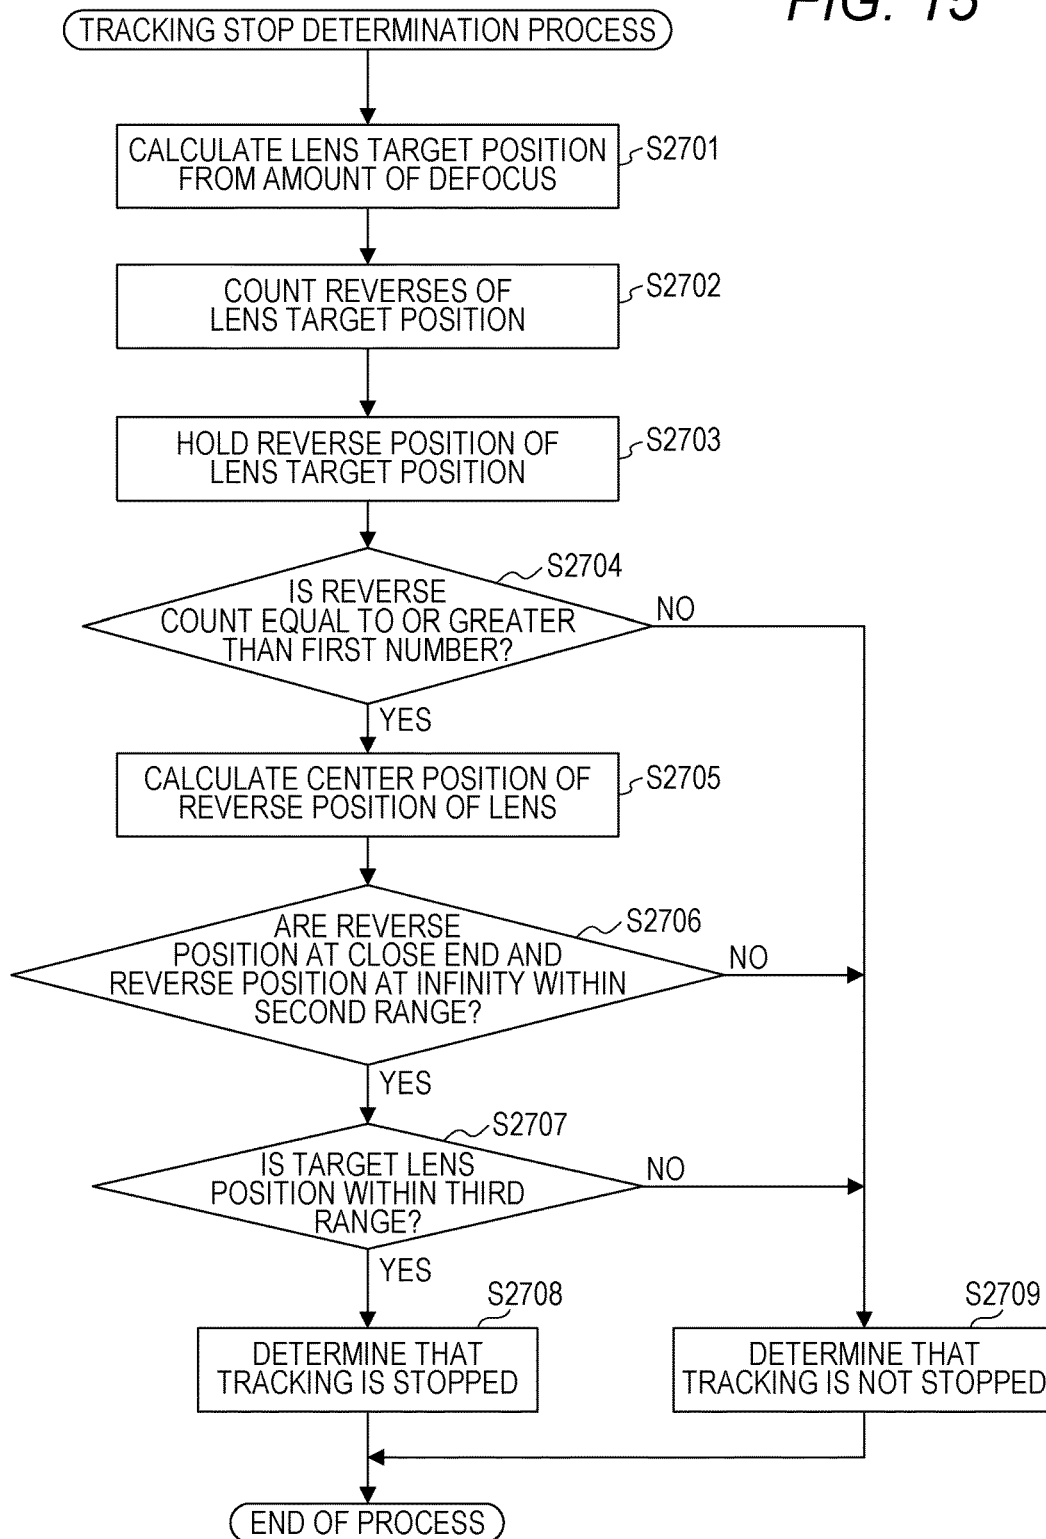 FIG. 15
TRACKING STOP DETERMINATION PROCESS
CALCULATE LENS TARGET POSITION
FROM AMOUNT OF DEFOCUS
S2701
COUNT REVERSES OF
LENS TARGET POSITION
S2702
HOLD REVERSE POSITION OF
LENS TARGET POSITION
S2703
S2704
IS REVERSE
COUNT EQUAL TO OR GREATER
THAN FIRST NUMBER?
NO
YES
CALCULATE CENTER POSITION OF
REVERSE POSITION OF LENS
S2705
S2706
ARE REVERSE
POSITION AT CLOSE END AND
REVERSE POSITION AT INFINITY WITHIN
SECOND RANGE?
NO
YES
S2707
IS TARGET LENS
POSITION WITHIN THIRD
RANGE?
NO
YES
S2708
DETERMINE THAT
TRACKING IS STOPPED
S2709
DETERMINE THAT
TRACKING IS NOT STOPPED
END OF PROCESS